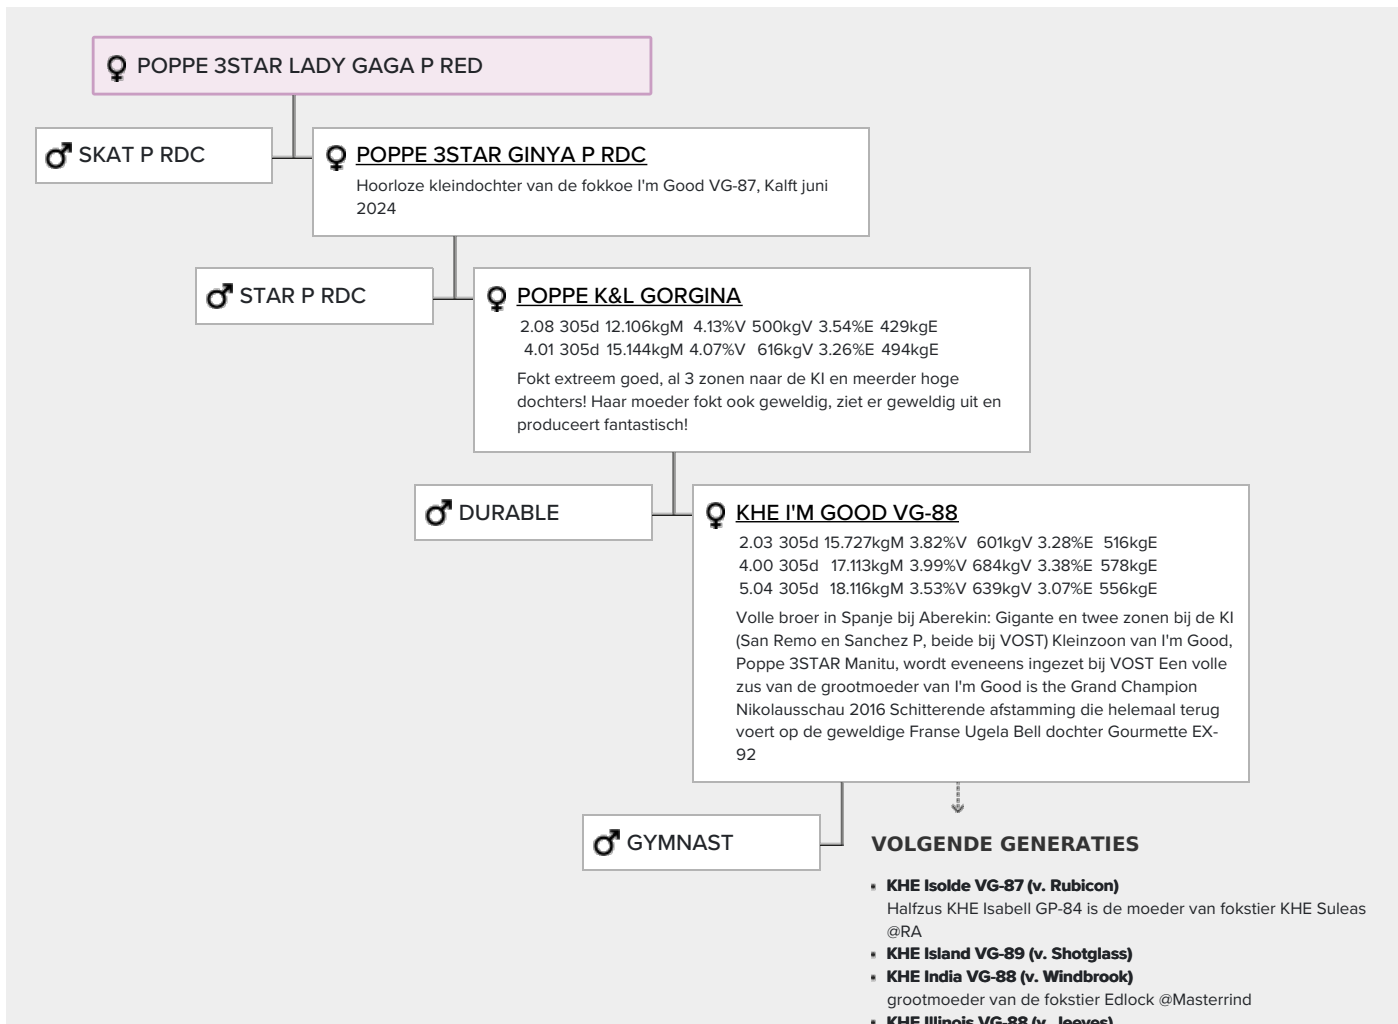 POPPE 3STAR LADY GAGA P RED
SKAT P RDC
POPPE 3STAR GINYA P RDC
Hoorloze kleindochter van de fokkoe I'm Good VG-87, Kalft juni
2024
STAR P RDC
POPPE K&L GORGINA
2.08 305d 12.106kgM 4.13%V 500kgV 3.54%E 429kgE
4.01 305d 15.144kgM 4.07%V 616kgV 3.26%E 494kgE
Fokt extreem goed, al 3 zonen naar de KI en meerder hoge
dochters! Haar moeder fokt ook geweldig, ziet er geweldig uit en
produceert fantastisch!
DURABLE
KHE I'M GOOD VG-88
2.03 305d 15.727kgM 3.82%V 601kgV 3.28%E 516kgE
4.00 305d 17.113kgM 3.99%V 684kgV 3.38%E 578kgE
5.04 305d 18.116kgM 3.53%V 639kgV 3.07%E 556kgE
Volle broer in Spanje bij Aberekin: Gigante en twee zonen bij de KI
(San Remo en Sanchez P, beide bij VOST) Kleinzoon van I'm Good,
Poppe 3STAR Manitu, wordt eveneens ingezet bij VOST Een volle
zus van de grootmoeder van I'm Good is the Grand Champion
Nikolausschau 2016 Schitterende afstamming die helemaal terug
voert op de geweldige Franse Ugela Bell dochter Gourmette EX-
92
GYMNAST
VOLGENDE GENERATIES
KHE Isolde VG-87 (v. Rubicon)
Halfzus KHE Isabell GP-84 is de moeder van fokstier KHE Suleas
@RA
KHE Island VG-89 (v. Shotglass)
KHE India VG-88 (v. Windbrook)
grootmoeder van de fokstier Edlock @Masterrind
KHE Illinois VG-88 (v. Jeeves)